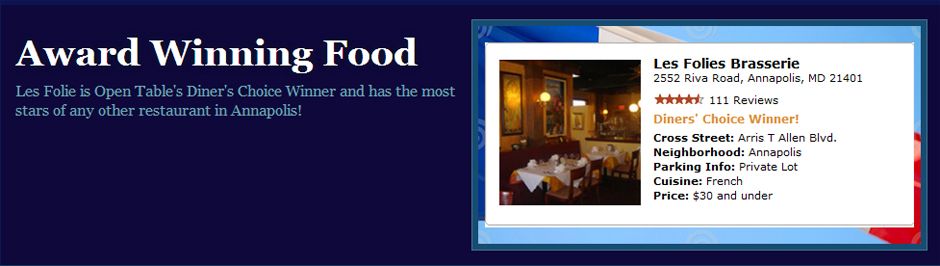 Award Winning Food
Les Folie is Open Table's Diner's Choice Winner and has the most
stars of any other restaurant in Annapolis!
Les Folies Brasserie
2552 Riva Road, Annapolis, MD 21401
111 Reviews
Diners' Choice Winner!
Cross Street: Arris T Allen Blvd.
Neighborhood: Annapolis
Parking Info: Private Lot
Cuisine: French
Price: $30 and under